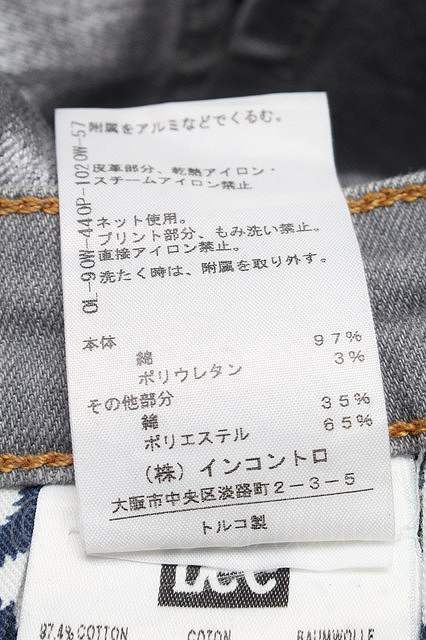 附属をアルミなどでくるむ。
皮革部分、乾熱アイロン・
スチームアイロン禁止
ネット使用。
プリント部分、もみ洗い禁止。
直接アイロン禁止。
洗たく時は、附属を取り外す。
OL-90W-440P-1020W-57
本体
綿 97%
ポリウレタン 3%
その他部分
綿 35%
ポリエステル 65%
(株)インコントロ
大阪市中央区淡路町2-3-5
トルコ製
Lee
97.4% COTTON COTON BAUMWOLLE